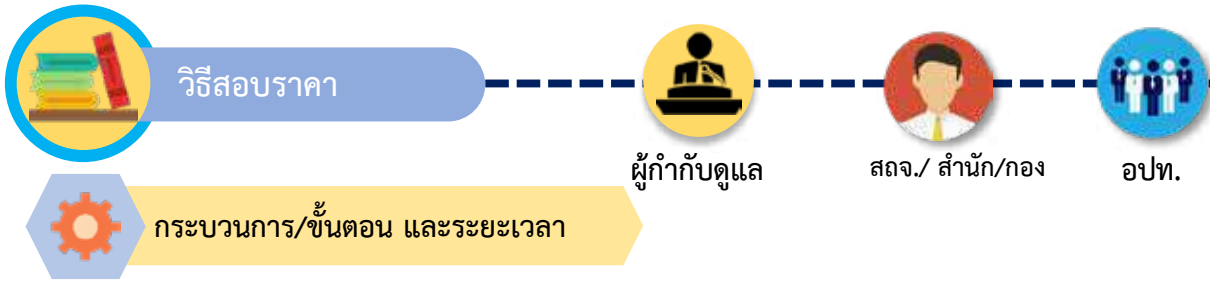 วิธีสอบราคา
ผู้กำกับดูแล
สถจ./ สำนัก/กอง
อปท.
กระบวนการ/ขั้นตอน และระยะเวลา